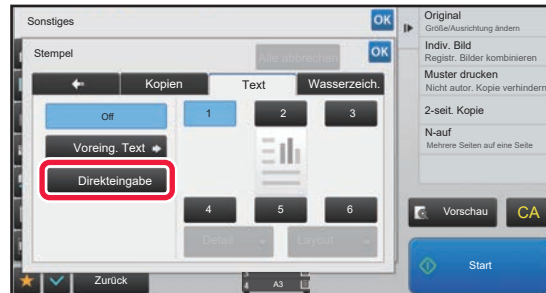 Sonstiges
OK
Stempel
Alle abbrechen
OK
Kopien
Text
Wasserzeich.
Off
Voreing. Text
Direkteingabe
1
2
3
4
5
6
Detail
Layout
Zurück
A3
Original
Größe/Ausrichtung ändern
Indiv. Bild
Registr. Bilder kombinieren
Muster drucken
Nicht autor. Kopie verhindern
2-seit. Kopie
N-auf
Mehrere Seiten auf eine Seite
Vorschau
CA
Start